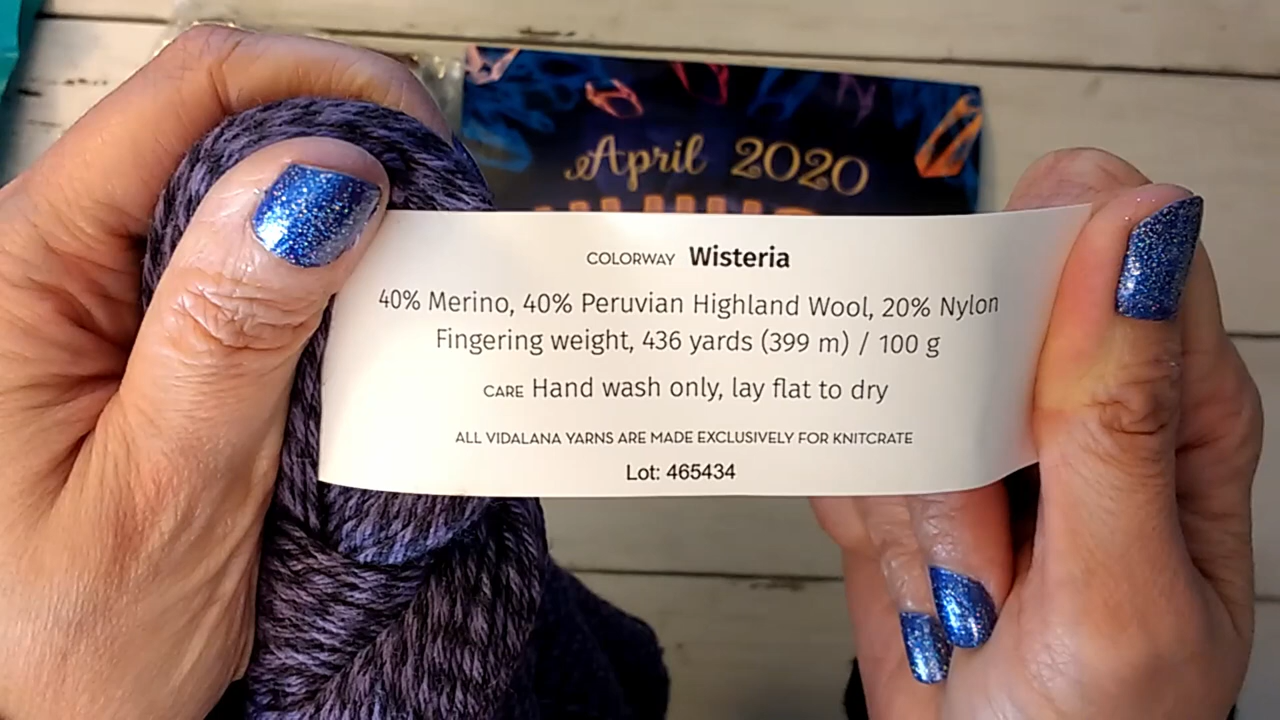 April 2020
COLORWAY Wisteria
40% Merino, 40% Peruvian Highland Wool, 20% Nylon
Fingering weight, 436 yards (399 m) / 100 g
CARE Hand wash only, lay flat to dry
ALL VIDALANA YARNS ARE MADE EXCLUSIVELY FOR KNITCRATE
Lot: 465434